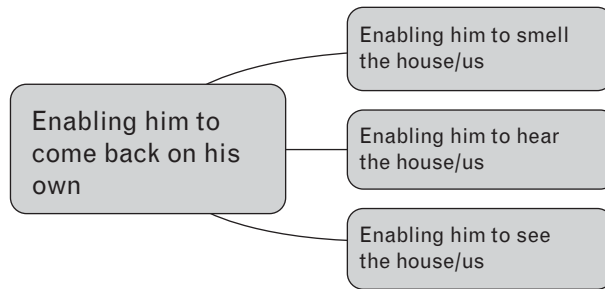 Enabling him to
come back on his
own
Enabling him to smell
the house/us
Enabling him to hear
the house/us
Enabling him to see
the house/us